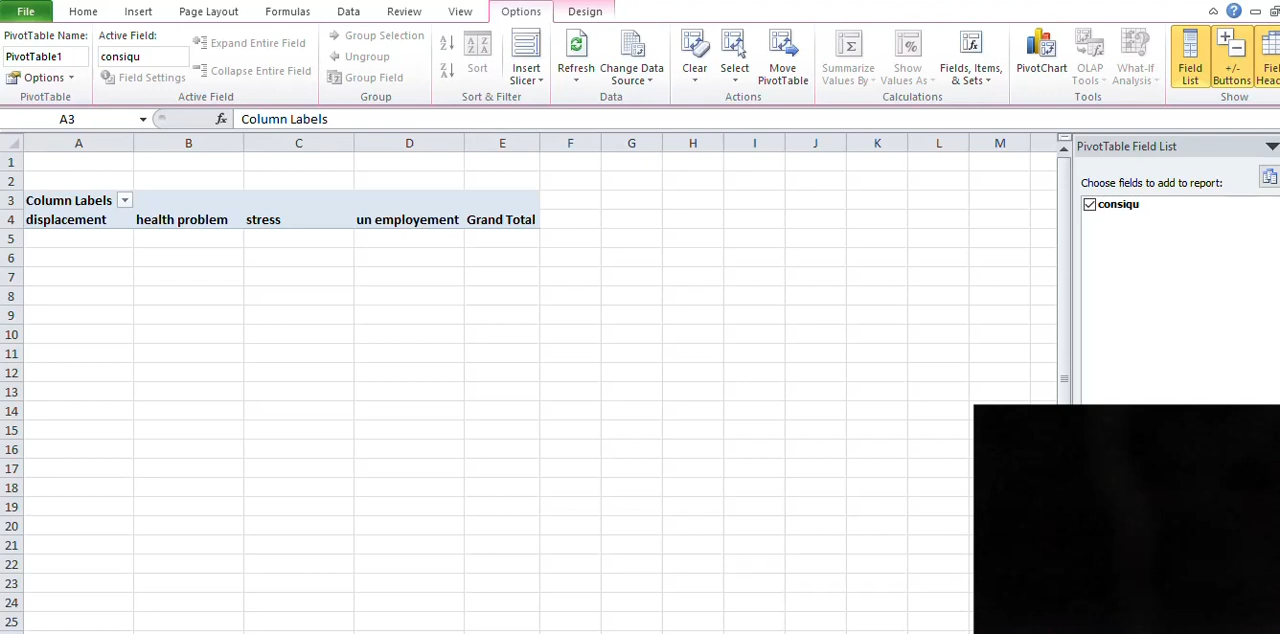 File Home Insert Page Layout Formulas Data Review View Options Design
PivotTable Name: Active Field:
PivotTable1 consiqu
Options Field Settings
Expand Entire Field
Collapse Entire Field
Group Selection
Ungroup
Group Field
Sort
Insert
Slicer
Refresh
Change Data
Source
Clear
Select
Move
PivotTable
Summarize
Values By
Show
Values As
Fields, Items,
& Sets
PivotChart
OLAP
Tools
What-If
Analysis
Field
List
+/-
Buttons
PivotTable Active Field Group Sort & Filter Data Actions Calculations Tools Show
A3 fx Column Labels
A B C D E F G H I J K L M
1
2
3 Column Labels
4 displacement health problem stress un employement Grand Total
5
6
7
8
9
10
11
12
13
14
15
16
17
18
19
20
21
22
23
24
25
PivotTable Field List
Choose fields to add to report:
consiqu